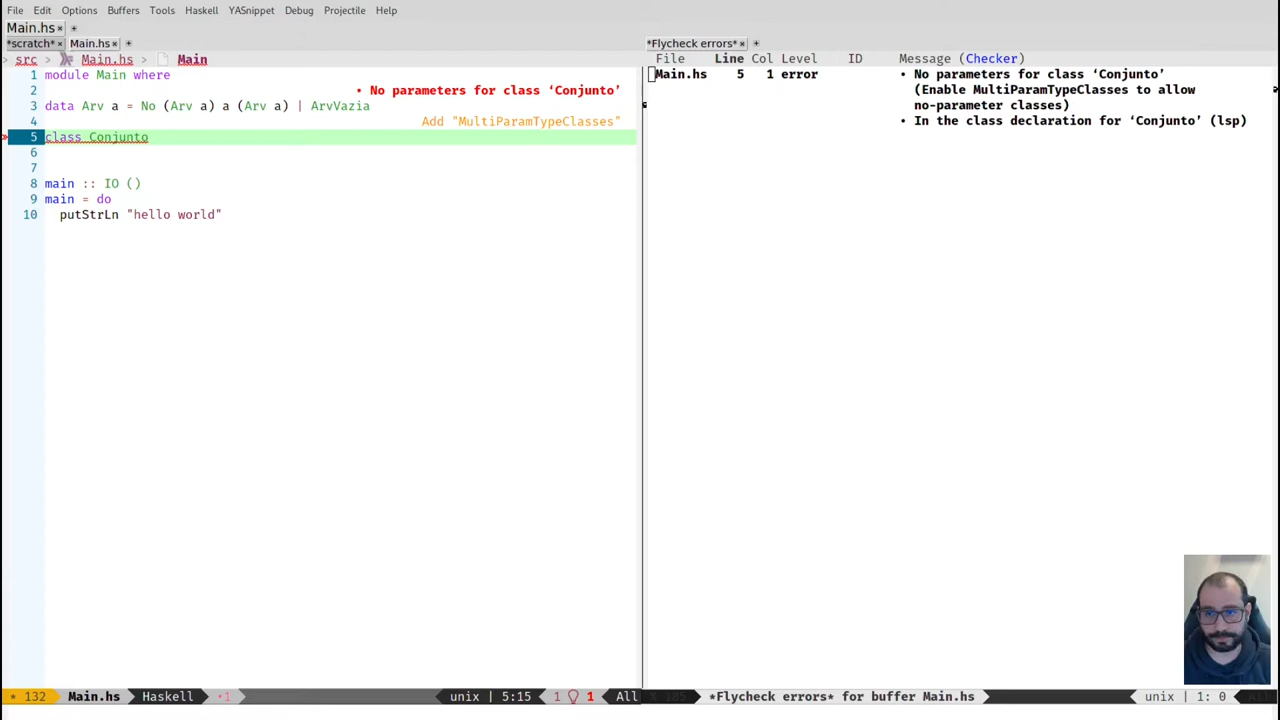 File Edit Options Buffers Tools Haskell YASnippet Debug Projectile Help
Main.hs
*scratch* Main.hs
src > Main.hs > Main
1 module Main where
2 • No parameters for class ‘Conjunto’
3 data Arv a = No (Arv a) a (Arv a) | ArvVazia
4 Add "MultiParamTypeClasses"
5 class Conjunto
6
7
8 main :: IO ()
9 main = do
10 putStrLn "hello world"
* 132 Main.hs Haskell •1 unix | 5:15 1 1 All
*Flycheck errors*
File Line Col Level ID Message (Checker)
Main.hs 5 1 error • No parameters for class ‘Conjunto’
(Enable MultiParamTypeClasses to allow
no-parameter classes)
• In the class declaration for ‘Conjunto’ (lsp)
*Flycheck errors* for buffer Main.hs unix | 1: 0